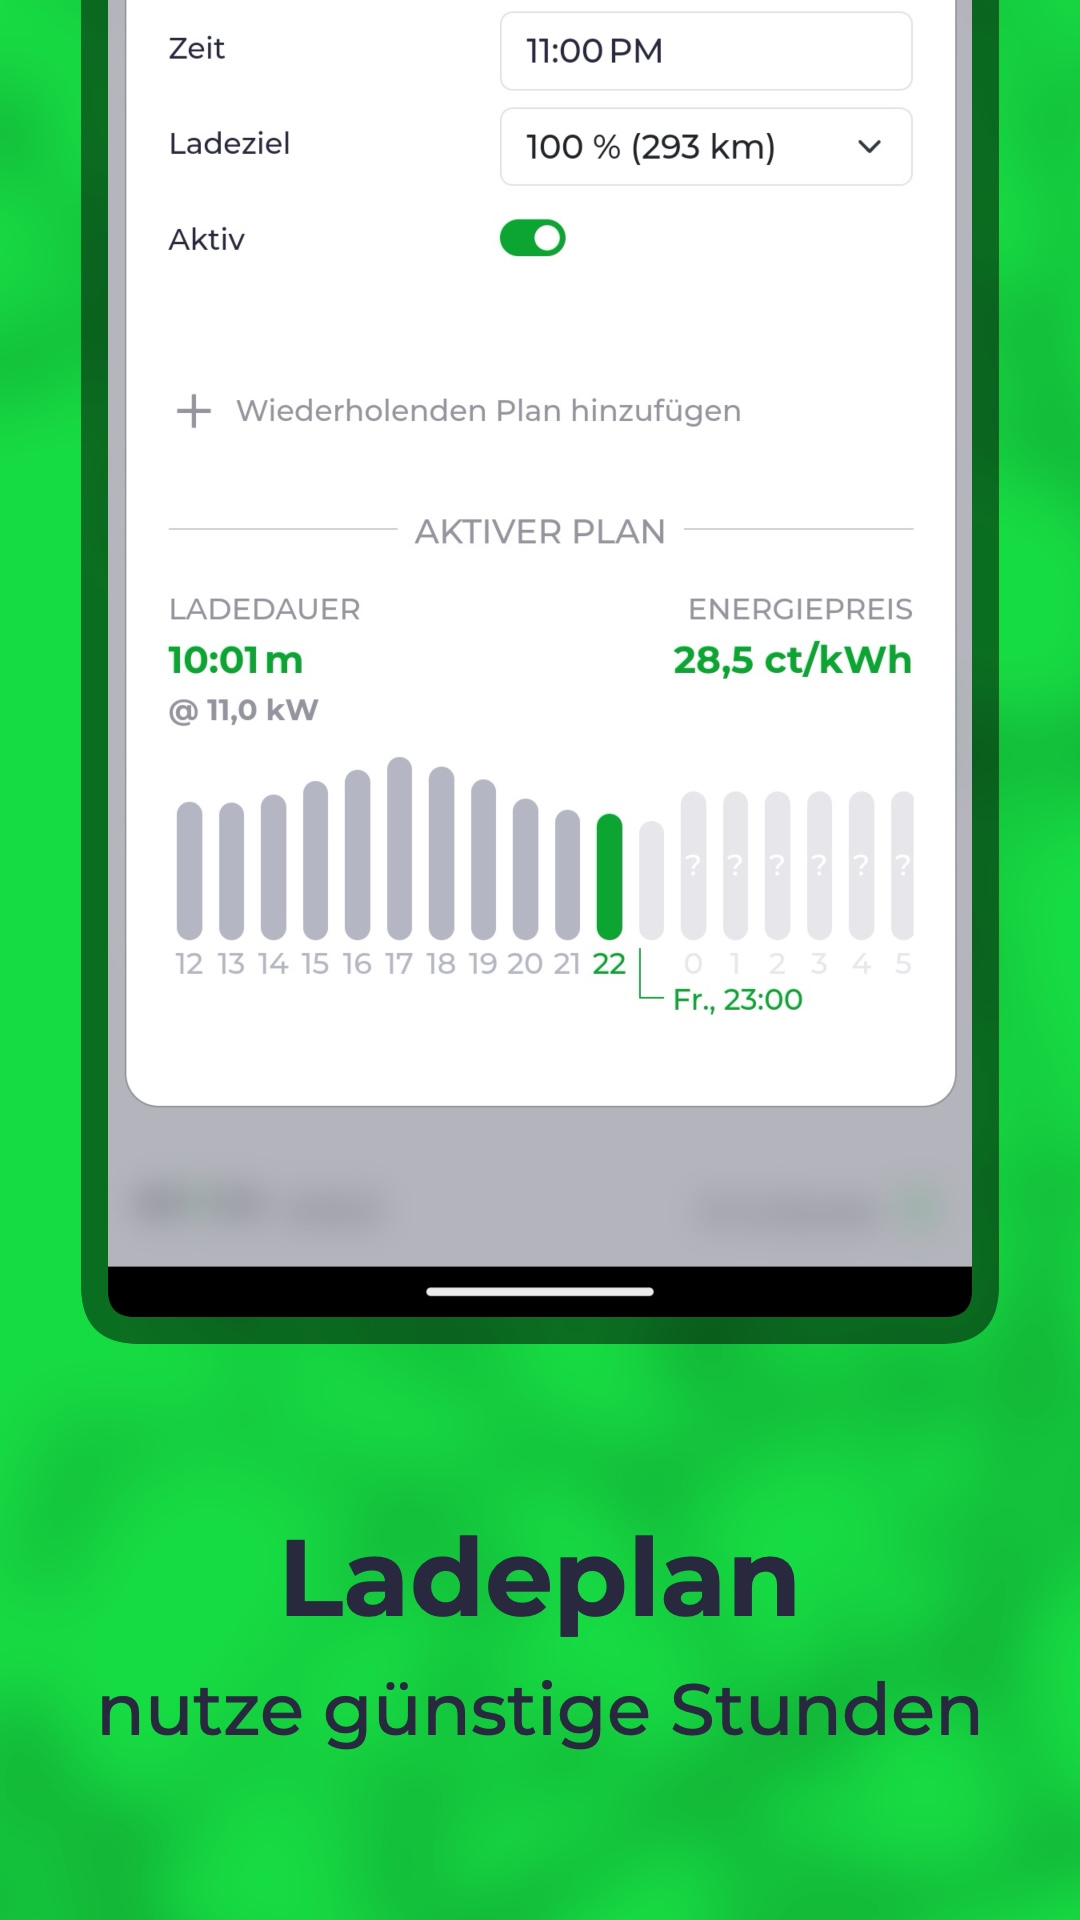 Zeit
11:00 PM
Ladeziel
100 % (293 km)
Aktiv
Wiederholenden Plan hinzufügen
AKTIVER PLAN
LADEDAUER
ENERGIEPREIS
10:01 m
28,5 ct/kWh
@ 11,0 kW
? ? ? ? ? ?
12 13 14 15 16 17 18 19 20 21 22 0 1 2 3 4 5
Fr., 23:00
Ladeplan
nutze günstige Stunden